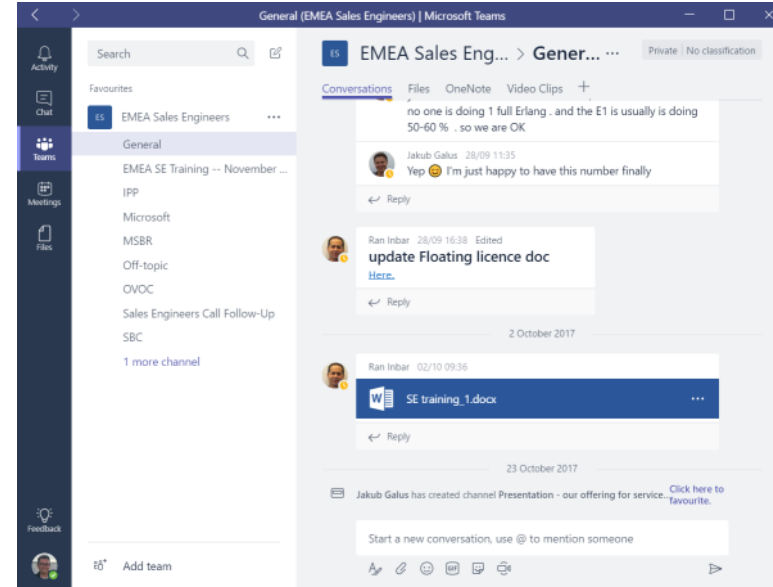 General (EMEA Sales Engineers) | Microsoft Teams
Activity
Chat
Teams
Meetings
Files
Feedback
Search
Favourites
ES EMEA Sales Engineers ...
General
EMEA SE Training -- November ...
IPP
Microsoft
MSBR
Off-topic
OVOC
Sales Engineers Call Follow-Up
SBC
1 more channel
Add team
ES EMEA Sales Eng... > Gener... ...
Private | No classification
Conversations Files OneNote Video Clips +
no one is doing 1 full Erlang . and the E1 is usually is doing
50-60 % . so we are OK
Jakub Galus 28/09 11:35
Yep 😊 I'm just happy to have this number finally
Reply
Ran Inbar 28/09 16:38 Edited
update Floating licence doc
Here.
Reply
2 October 2017
Ran Inbar 02/10 09:36
W SE training_1.docx ...
Reply
23 October 2017
Jakub Galus has created channel Presentation - our offering for service... Click here to
favourite.
Start a new conversation, use @ to mention someone
GIF